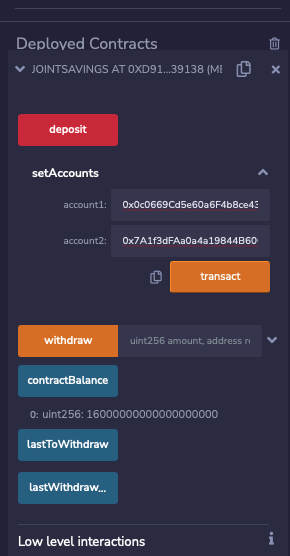 Deployed Contracts
JOINTSAVINGS AT 0XD91...39138 (ME
deposit
setAccounts
account1: 0x0c0669Cd5e60a6F4b8ce43
account2: 0x7A1f3dFAa0a4a19844B60
transact
withdraw uint256 amount, address re
contractBalance
0: uint256: 16000000000000000000
lastToWithdraw
lastWithdraw...
Low level interactions